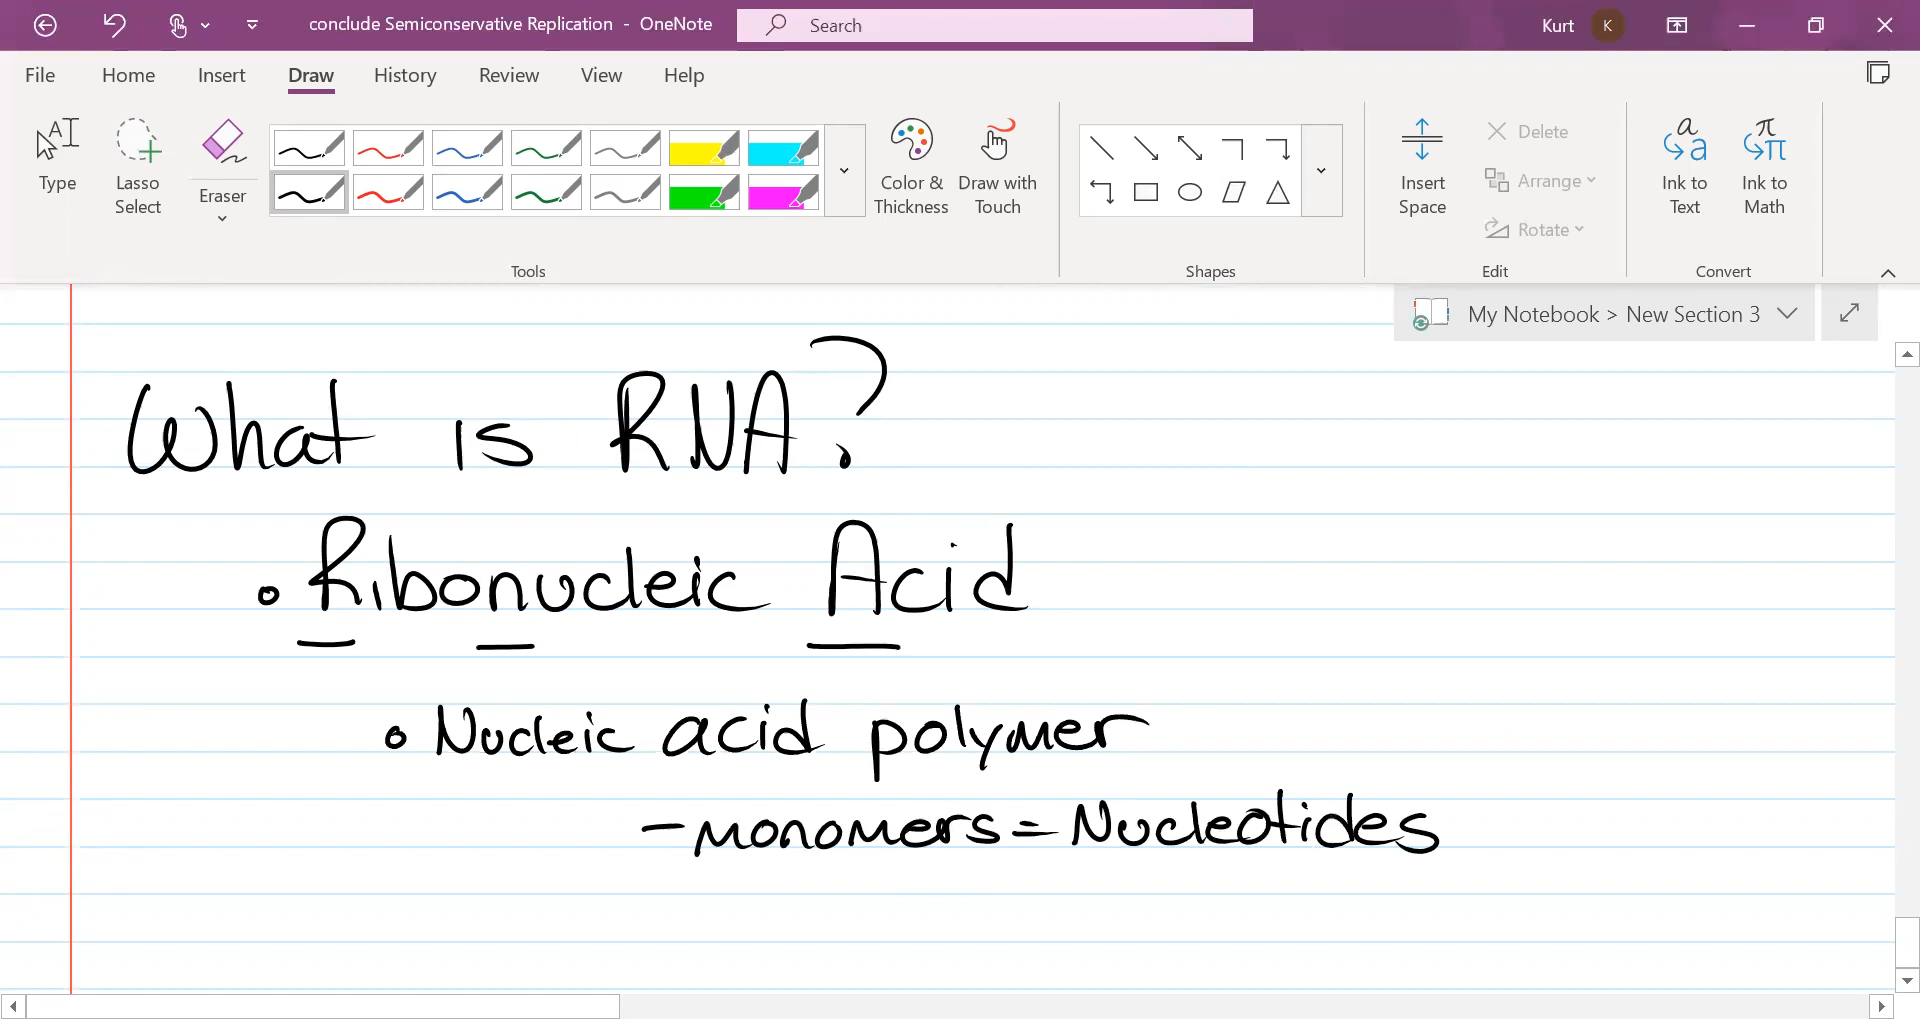 conclude Semiconservative Replication - OneNote
Search
Kurt K
File Home Insert Draw History Review View Help
Type
Lasso Select
Eraser
Color & Thickness
Draw with Touch
Insert Space
Delete
Arrange
Rotate
Ink to Text
Ink to Math
Tools Shapes Edit Convert
My Notebook > New Section 3
What is RNA?
Ribonucleic Acid
Nucleic acid polymer
- monomers = Nucleotides